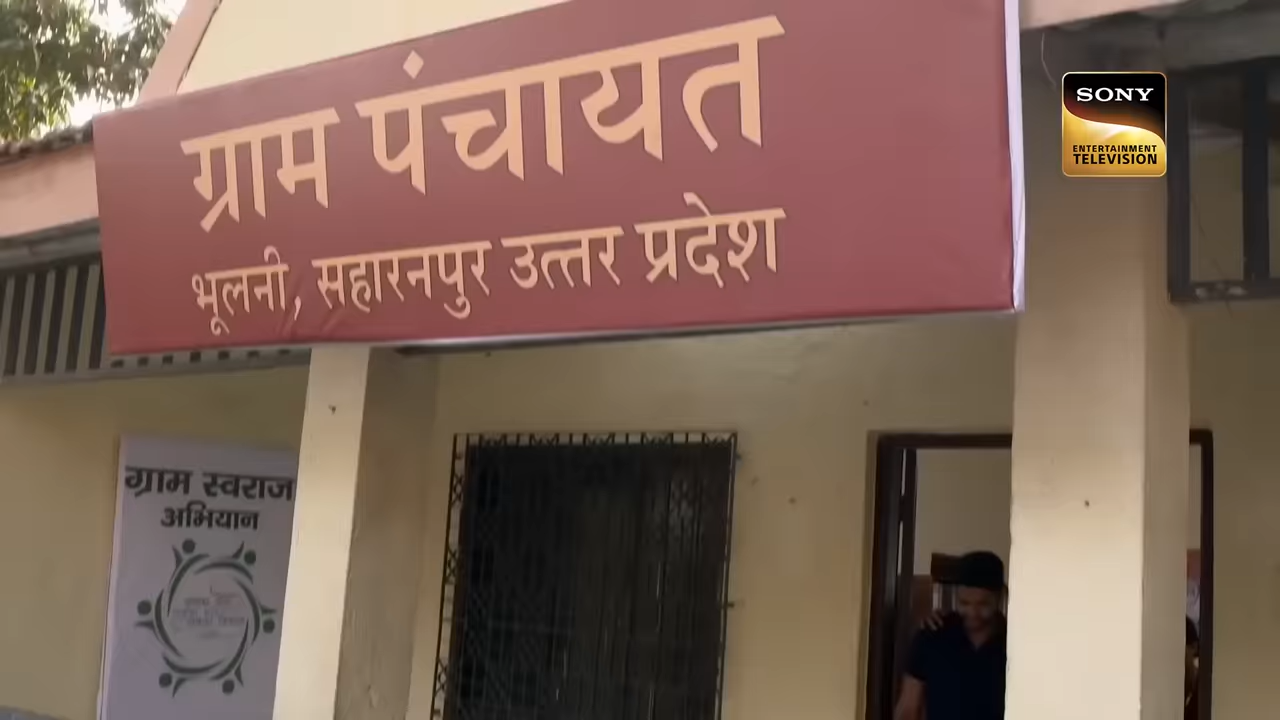 ग्राम पंचायत
भूलनी, सहारनपुर उत्तर प्रदेश
SONY
ENTERTAINMENT
TELEVISION
ग्राम स्वराज
अभियान